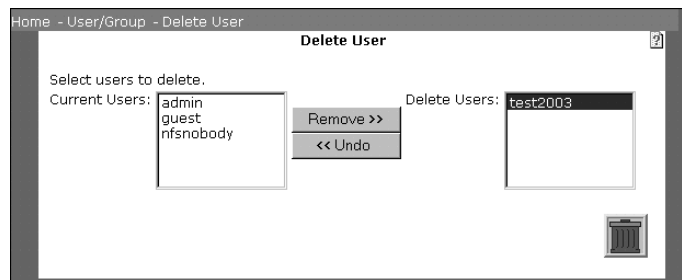 Home - User/Group - Delete User
Delete User
?
Select users to delete.
Current Users:
admin
guest
nfsnobody
Remove >>
<< Undo
Delete Users:
test2003